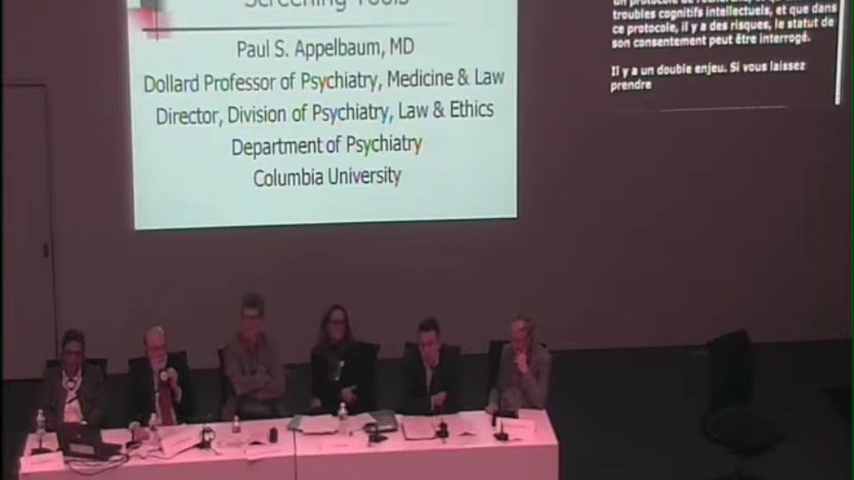 Screening Tools
Paul S. Appelbaum, MD
Dollard Professor of Psychiatry, Medicine & Law
Director, Division of Psychiatry, Law & Ethics
Department of Psychiatry
Columbia University
troubles cognitifs intellectuels, et que dans
ce protocole, il y a des risques, le statut de
son consentement peut être interrogé.
Il y a un double enjeu. Si vous laissez
prendre